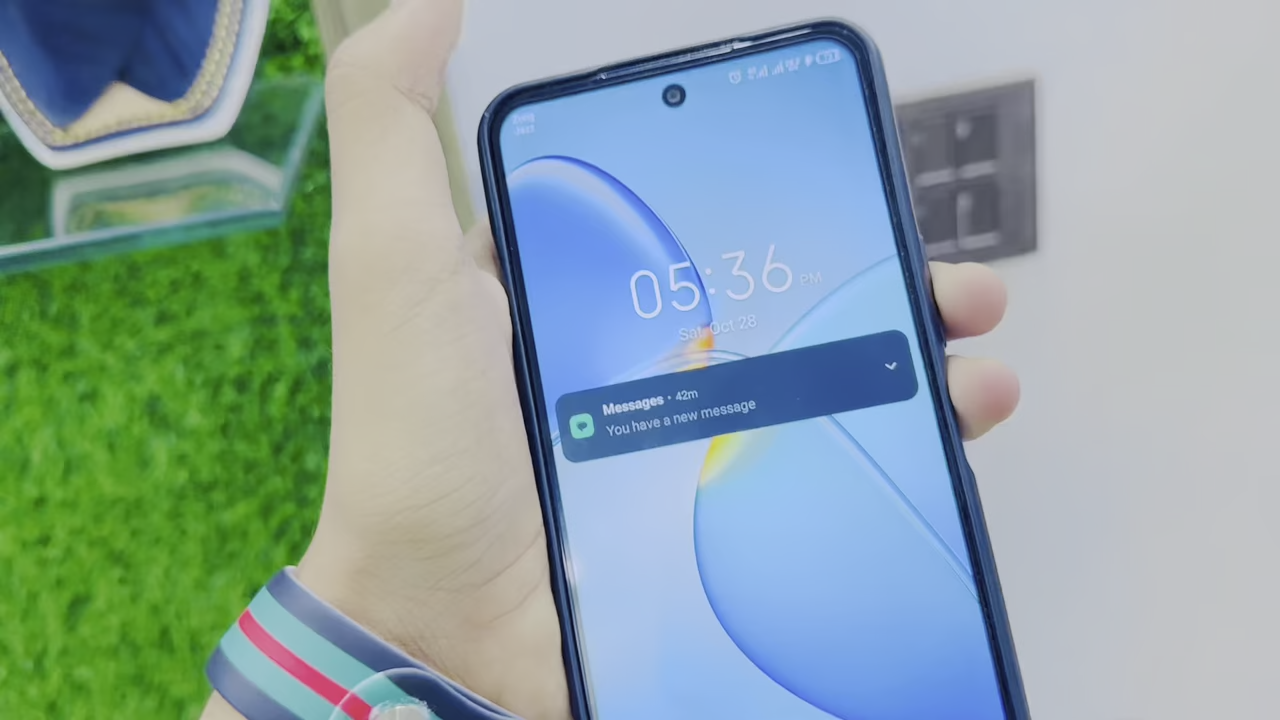 05:36 PM
Sat, Oct 28
Messages • 42m
You have a new message